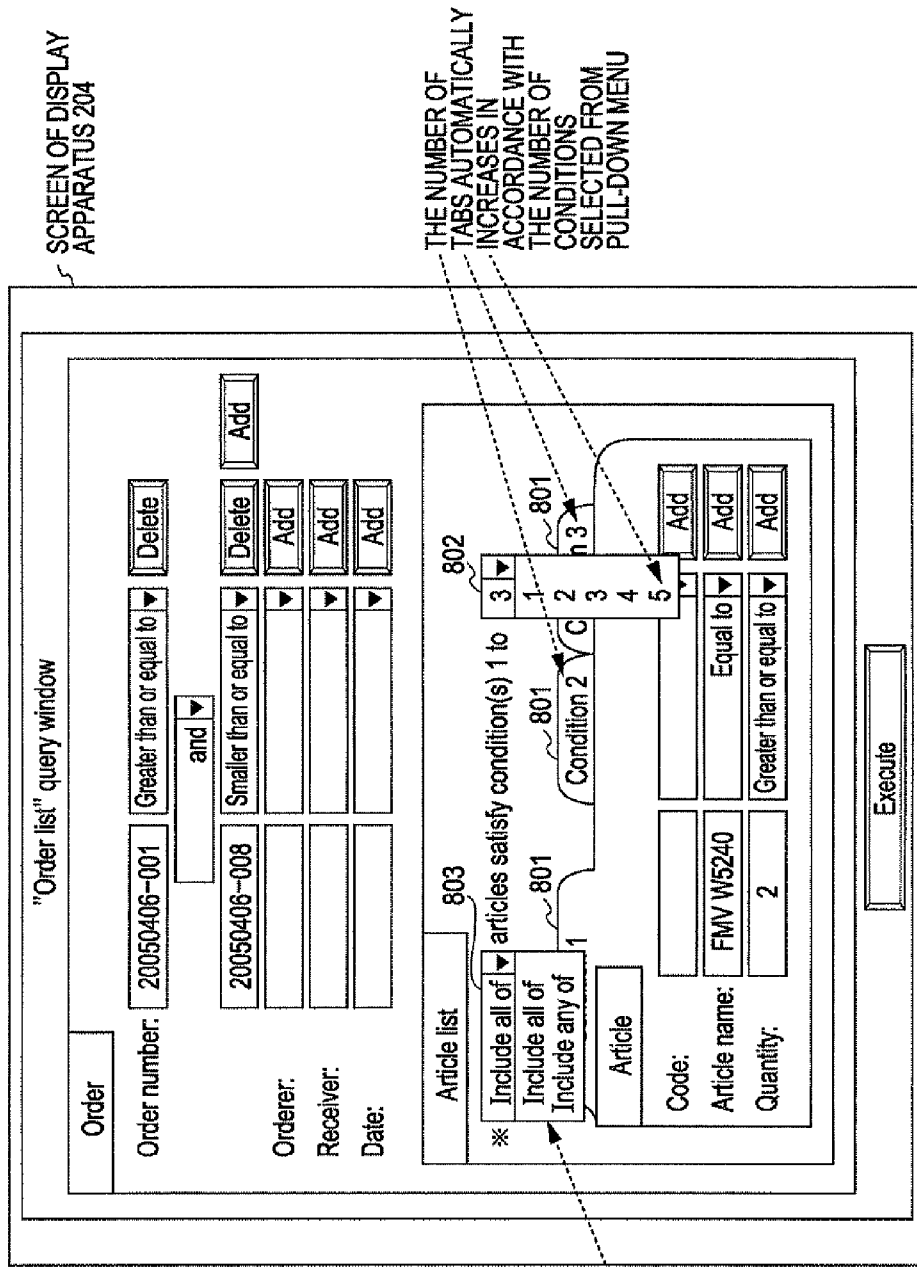 SCREEN OF DISPLAY
APPARATUS 204
"Order list" query window
Order
Order number: 20050406-001 Greater than or equal to ▼ Delete
and ▼
20050406-008 Smaller than or equal to ▼ Delete Add
Orderer: ▼ Add
Receiver: ▼ Add
Date: ▼ Add
Article list
803
802
※ Include all of ▼ articles satisfy condition(s) 1 to 3 ▼
Include all of
Include any of
1
2
3
4
5
801
801
801
1
Condition 2
C
n 3
Article
Code: Add
Article name: FMV W5240 Equal to ▼ Add
Quantity: 2 Greater than or equal to ▼ Add
Execute
THE NUMBER OF
TABS AUTOMATICALLY
INCREASES IN
ACCORDANCE WITH
THE NUMBER OF
CONDITIONS
SELECTED FROM
PULL-DOWN MENU